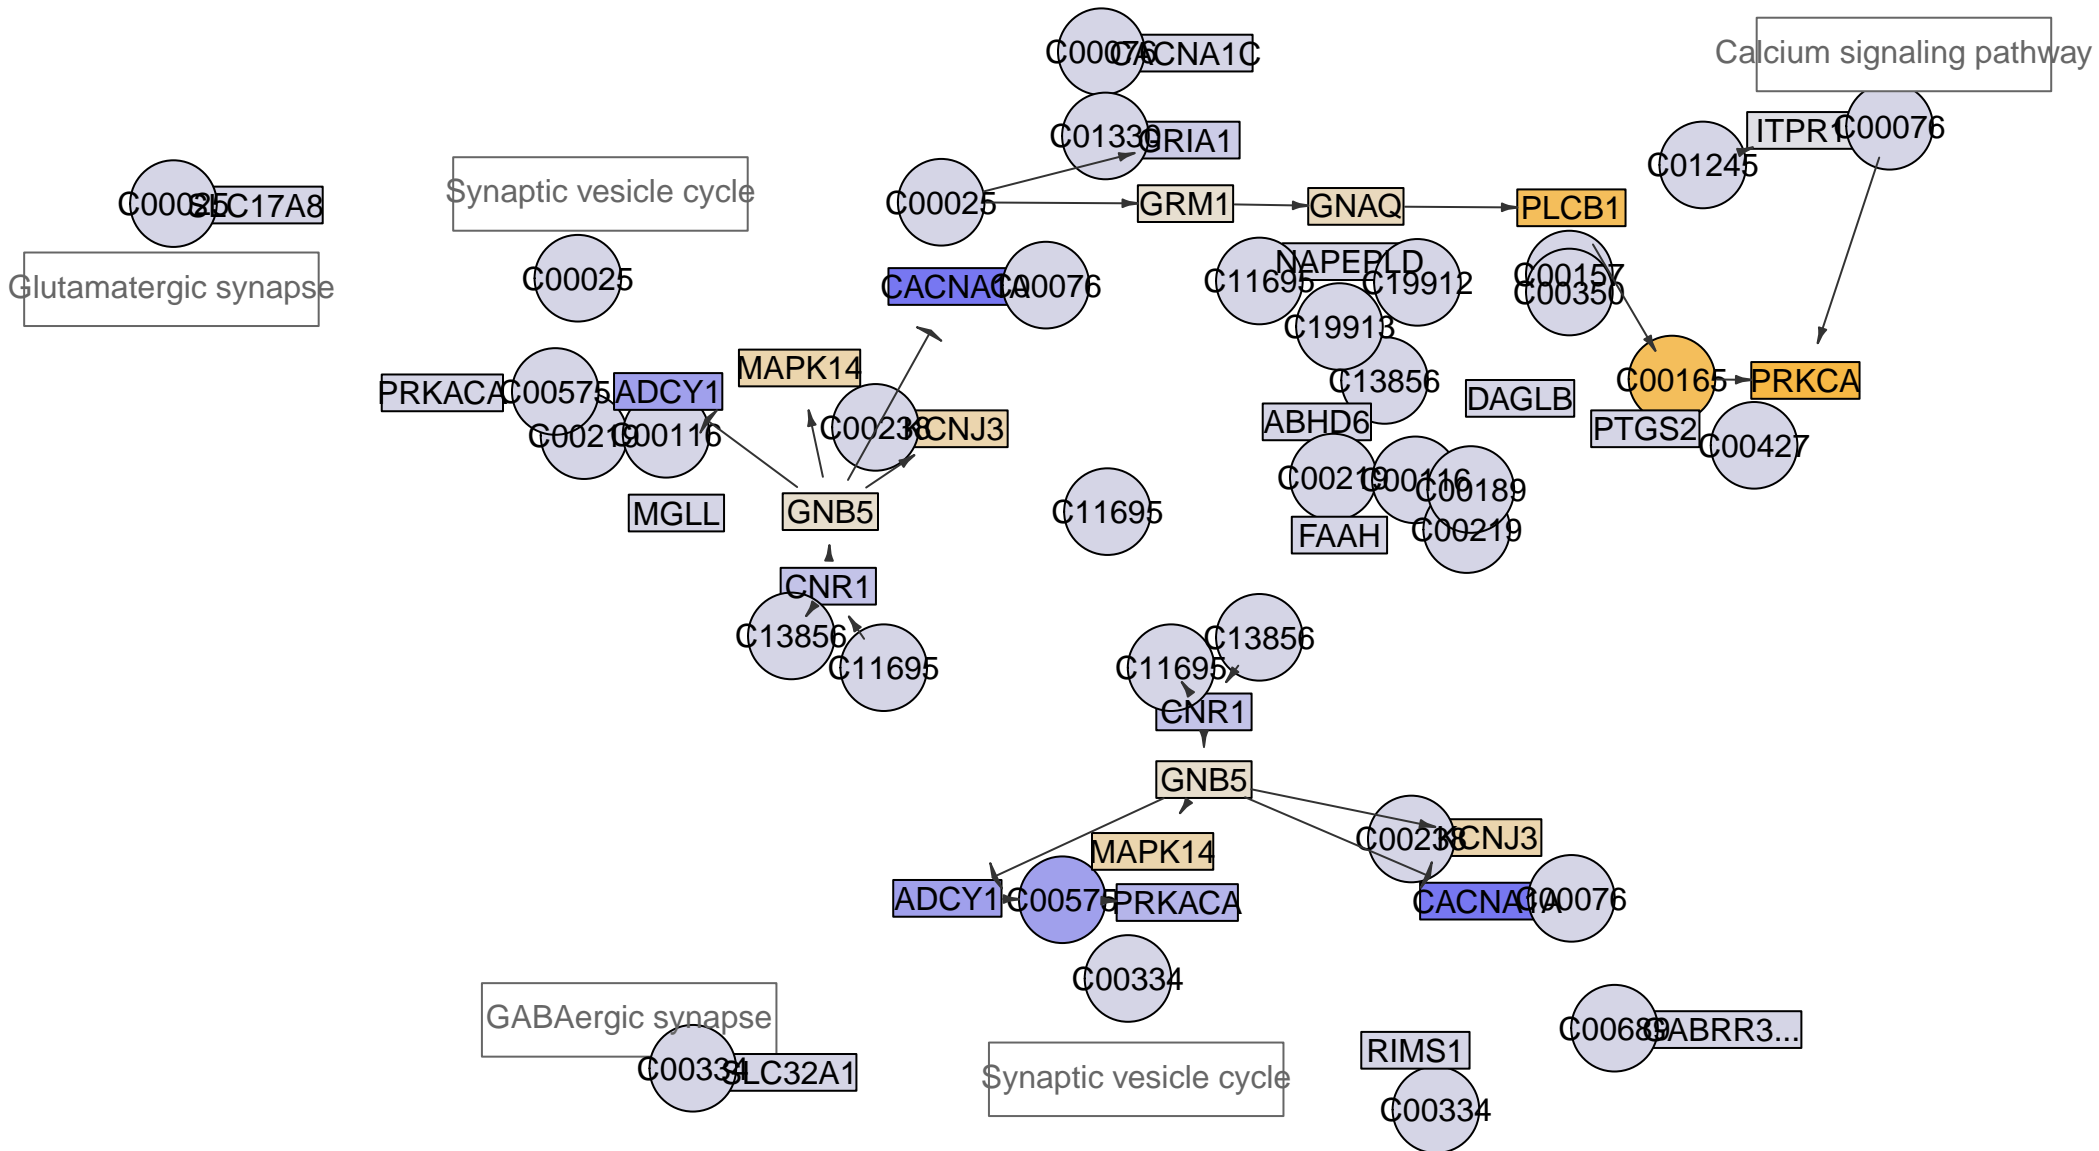 C00076
CACNA1C
Calcium signaling pathway
C01330
GRIA1
ITPR1
C00076
C01245
C00025
SLC17A8
Synaptic vesicle cycle
C00025
GRM1
GNAQ
PLCB1
Glutamatergic synapse
C00025
CACNA1A
C00076
NAPEPLD
C11695
C19912
C00157
C00350
C19913
MAPK14
PRKACA
C00575
ADCY1
C13856
DAGLB
C00165
PRKCA
C00219
C00116
C00238
KCNJ3
ABHD6
PTGS2
C00427
C00219
C00116
C00189
MGLL
GNB5
C11695
FAAH
C00219
CNR1
C13856
C11695
C13856
C11695
CNR1
GNB5
MAPK14
C00238
KCNJ3
ADCY1
C00575
PRKACA
CACNA1A
C00076
C00334
GABAergic synapse
C00334
SLC32A1
Synaptic vesicle cycle
RIMS1
C00689
GABRR3...
C00334